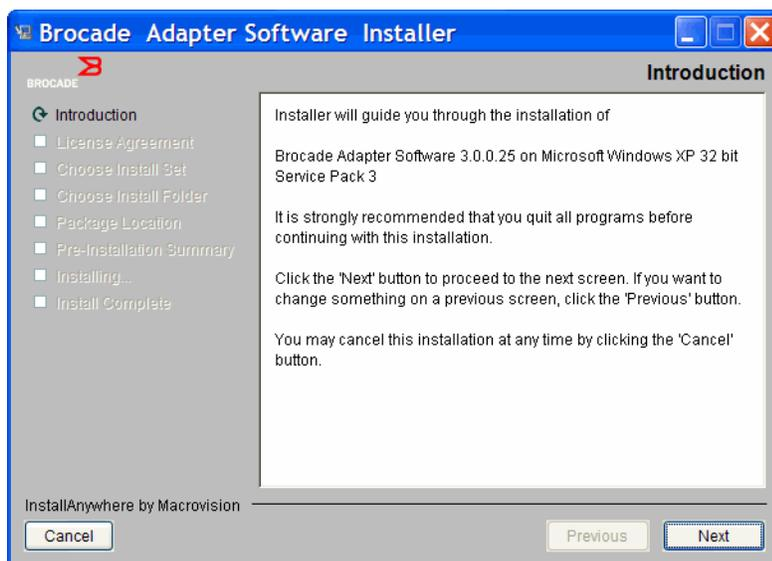 Brocade Adapter Software Installer
BROCADE
Introduction
Introduction
License Agreement
Choose Install Set
Choose Install Folder
Package Location
Pre-Installation Summary
Installing...
Install Complete
Installer will guide you through the installation of
Brocade Adapter Software 3.0.0.25 on Microsoft Windows XP 32 bit
Service Pack 3
It is strongly recommended that you quit all programs before
continuing with this installation.
Click the 'Next' button to proceed to the next screen. If you want to
change something on a previous screen, click the 'Previous' button.
You may cancel this installation at any time by clicking the 'Cancel'
button.
InstallAnywhere by Macrovision
Cancel
Previous
Next